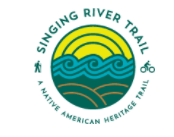 SINGING RIVER TRAIL
A NATIVE AMERICAN HERITAGE TRAIL